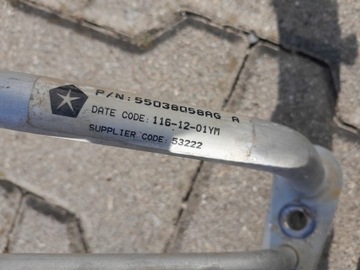 P/N:55038058AG A
DATE CODE: 116-12-01YM
SUPPLIER CODE: 53222